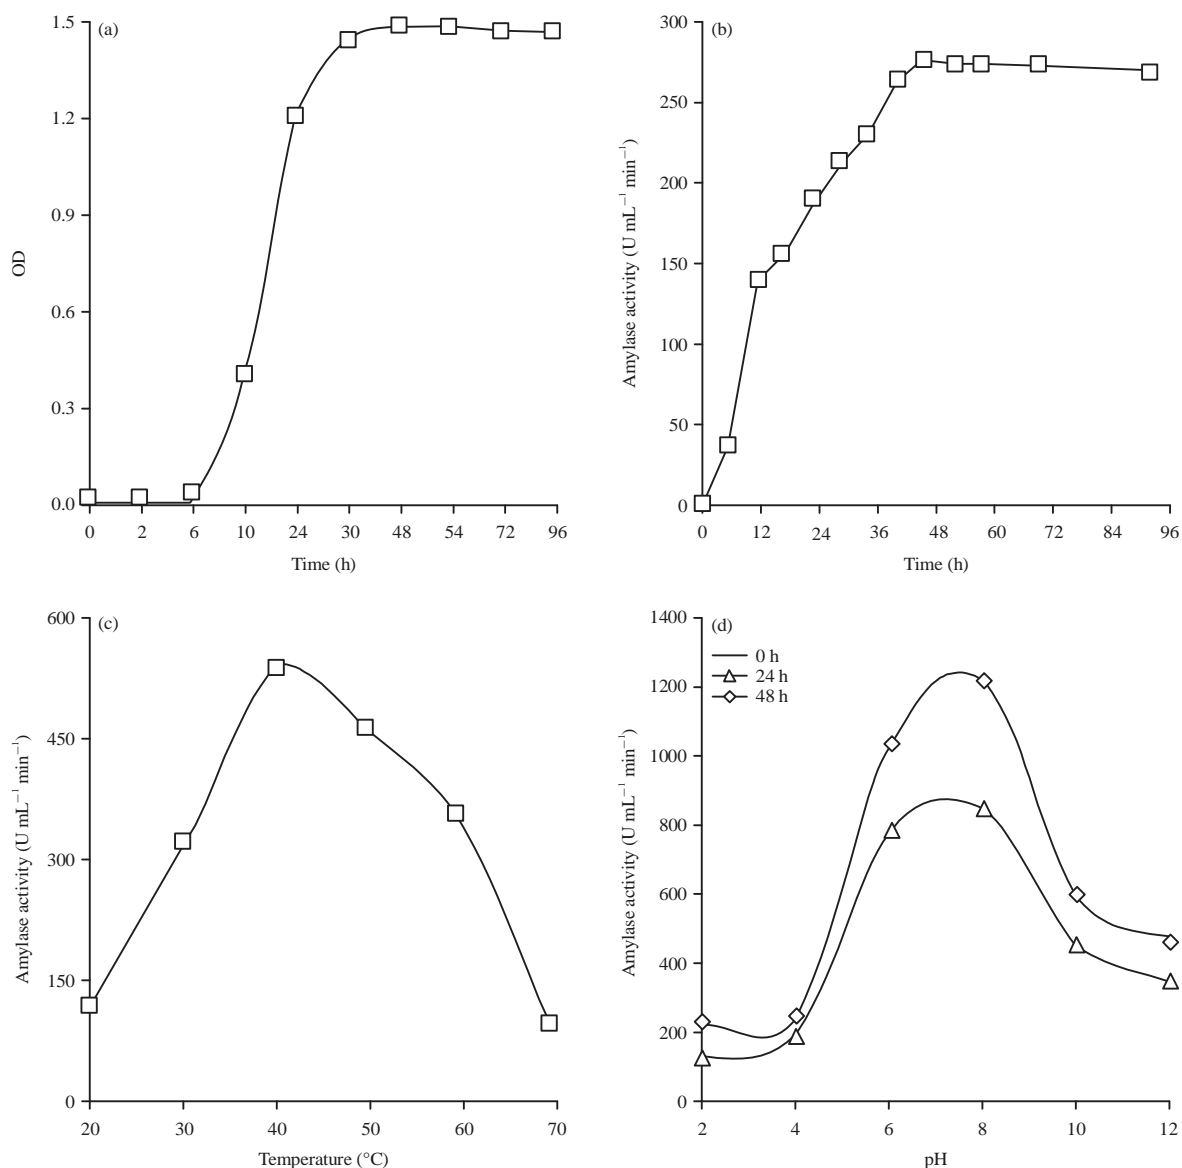 (a)
1.5
1.2
0.9
0.6
0.3
0.0
OD
0 2 6 10 24 30 48 54 72 96
Time (h)
(b)
300
250
200
150
100
50
0
Amylase activity (U mL⁻¹ min⁻¹)
0 12 24 36 48 60 72 84 96
Time (h)
(c)
600
450
300
150
0
Amylase activity (U mL⁻¹ min⁻¹)
20 30 40 50 60 70
Temperature (°C)
(d)
0 h
24 h
48 h
1400
1200
1000
800
600
400
200
0
Amylase activity (U mL⁻¹ min⁻¹)
2 4 6 8 10 12
pH